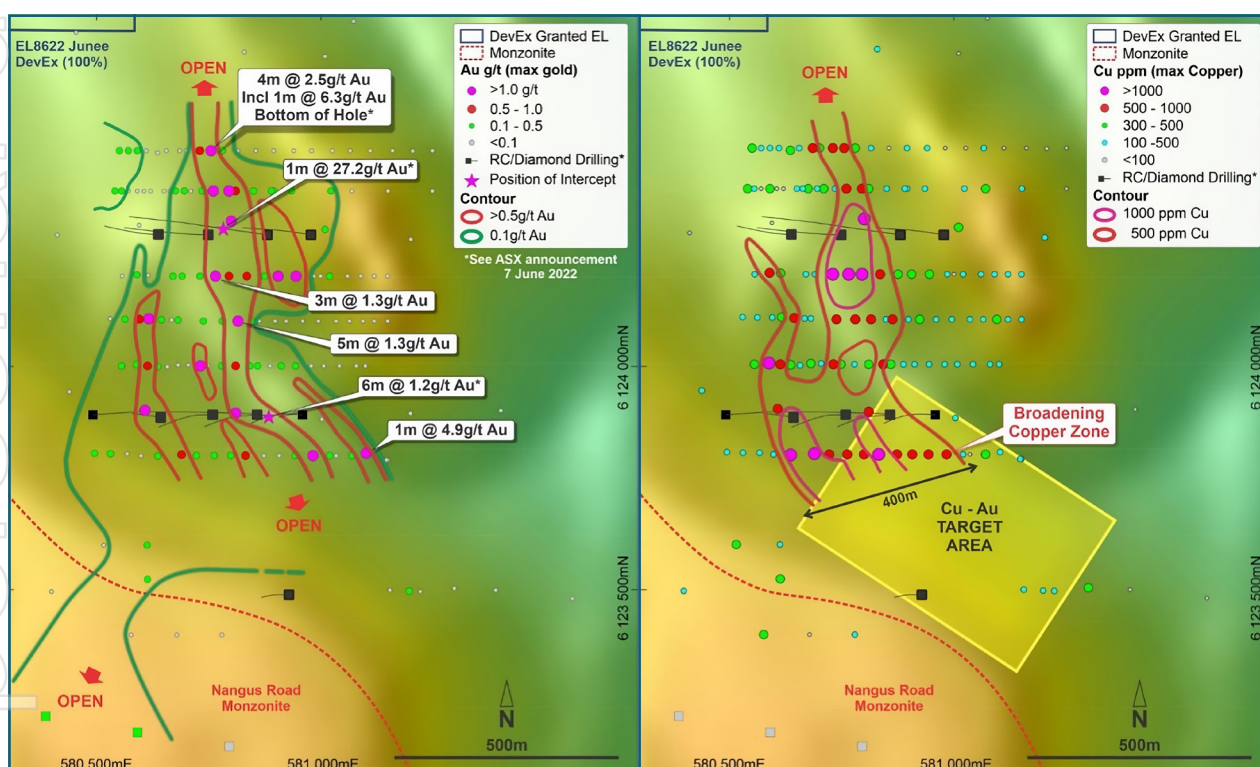 EL8622 Junee
DevEx (100%)
OPEN
4m @ 2.5g/t Au
Incl 1m @ 6.3g/t Au
Bottom of Hole*
1m @ 27.2g/t Au*
DevEx Granted EL
Monzonite
Au g/t (max gold)
>1.0 g/t
0.5 - 1.0
0.1 - 0.5
<0.1
RC/Diamond Drilling*
Position of Intercept
Contour
>0.5g/t Au
0.1g/t Au
*See ASX announcement
7 June 2022
3m @ 1.3g/t Au
5m @ 1.3g/t Au
6m @ 1.2g/t Au*
1m @ 4.9g/t Au
6 124 000mN
OPEN
6 123 500mN
OPEN
Nangus Road
Monzonite
N
500m
580 500mE
581 000mE
EL8622 Junee
DevEx (100%)
OPEN
DevEx Granted EL
Monzonite
Cu ppm (max Copper)
>1000
500 - 1000
300 - 500
100 -500
<100
RC/Diamond Drilling*
Contour
1000 ppm Cu
500 ppm Cu
6 124 000mN
Broadening
Copper Zone
400m
Cu - Au
TARGET
AREA
6 123 500mN
Nangus Road
Monzonite
N
500m
580 500mE
581 000mE